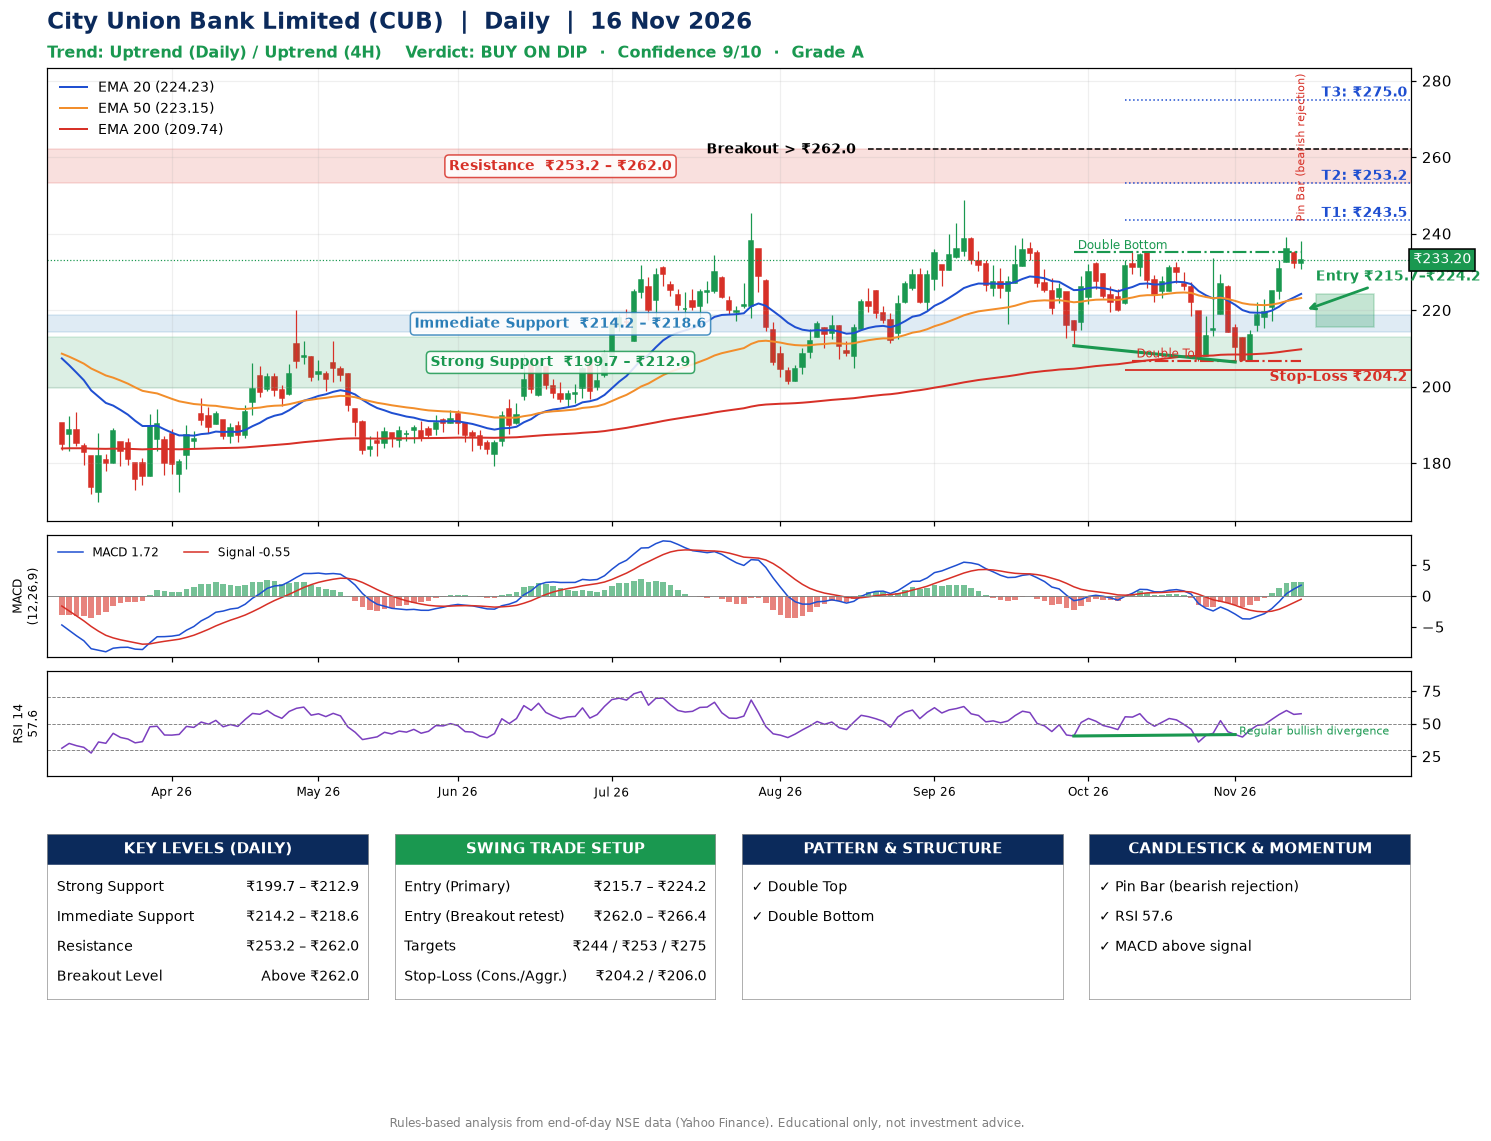 City Union Bank Limited (CUB) | Daily | 16 Nov 2026
Trend: Uptrend (Daily) / Uptrend (4H) Verdict: BUY ON DIP · Confidence 9/10 · Grade A
EMA 20 (224.23)
EMA 50 (223.15)
EMA 200 (209.74)
Pin Bar (bearish rejection)
T3: ₹275.0
Breakout > ₹262.0
Resistance ₹253.2 – ₹262.0
T2: ₹253.2
T1: ₹243.5
Double Bottom
₹233.20
Entry ₹215.7–₹224.2
Immediate Support ₹214.2 – ₹218.6
Strong Support ₹199.7 – ₹212.9
Double Top
Stop-Loss ₹204.2
280
260
240
220
200
180
MACD 1.72 Signal -0.55
MACD
(12,26,9)
5
0
−5
RSI 14
57.6
Regular bullish divergence
75
50
25
Apr 26 May 26 Jun 26 Jul 26 Aug 26 Sep 26 Oct 26 Nov 26
KEY LEVELS (DAILY)
Strong Support ₹199.7 – ₹212.9
Immediate Support ₹214.2 – ₹218.6
Resistance ₹253.2 – ₹262.0
Breakout Level Above ₹262.0
SWING TRADE SETUP
Entry (Primary) ₹215.7 – ₹224.2
Entry (Breakout retest) ₹262.0 – ₹266.4
Targets ₹244 / ₹253 / ₹275
Stop-Loss (Cons./Aggr.) ₹204.2 / ₹206.0
PATTERN & STRUCTURE
✓ Double Top
✓ Double Bottom
CANDLESTICK & MOMENTUM
✓ Pin Bar (bearish rejection)
✓ RSI 57.6
✓ MACD above signal
Rules-based analysis from end-of-day NSE data (Yahoo Finance). Educational only, not investment advice.